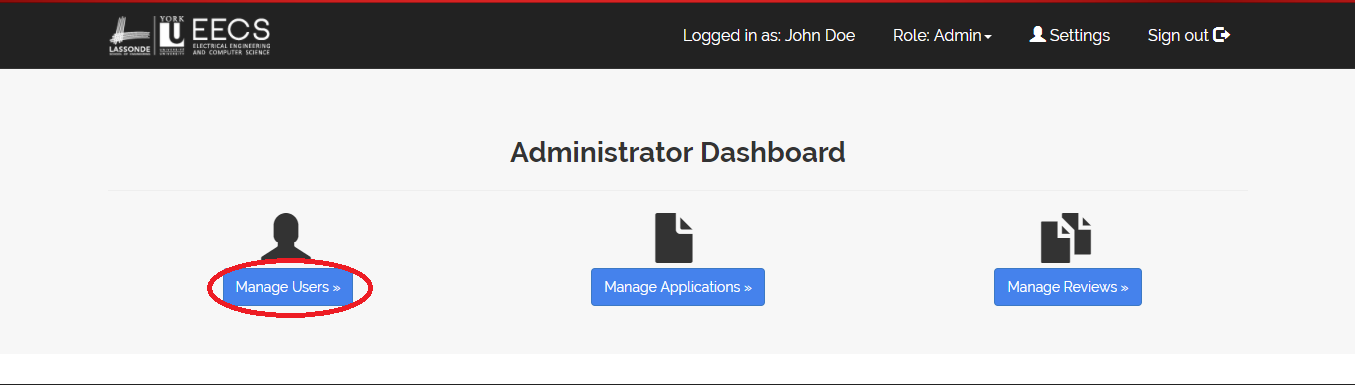 LASSONDE
YORK
U
EECS
ELECTRICAL ENGINEERING
AND COMPUTER SCIENCE
Logged in as: John Doe
Role: Admin
Settings
Sign out
Administrator Dashboard
Manage Users »
Manage Applications »
Manage Reviews »